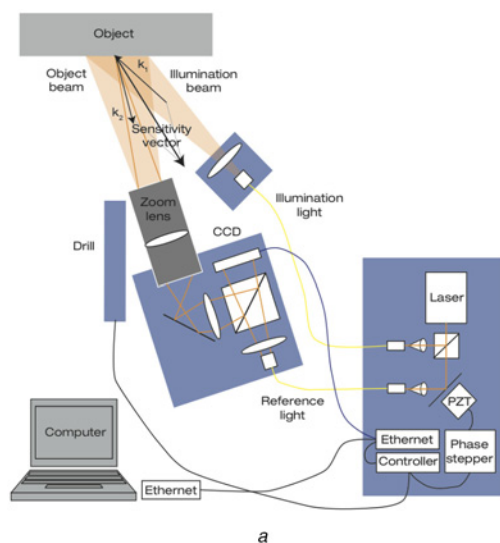 Object
Object
beam
k₁
Illumination
beam
k₂
Sensitivity
vector
Zoom
lens
Illumination
light
Drill
CCD
Laser
Reference
light
PZT
Computer
Ethernet
Controller
Phase
stepper
Ethernet
a